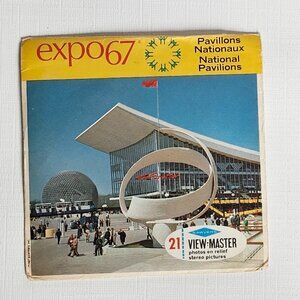 expo67
Pavillons
Nationaux
National
Pavilions
21
VIEW-MASTER
photos en relief
stereo pictures